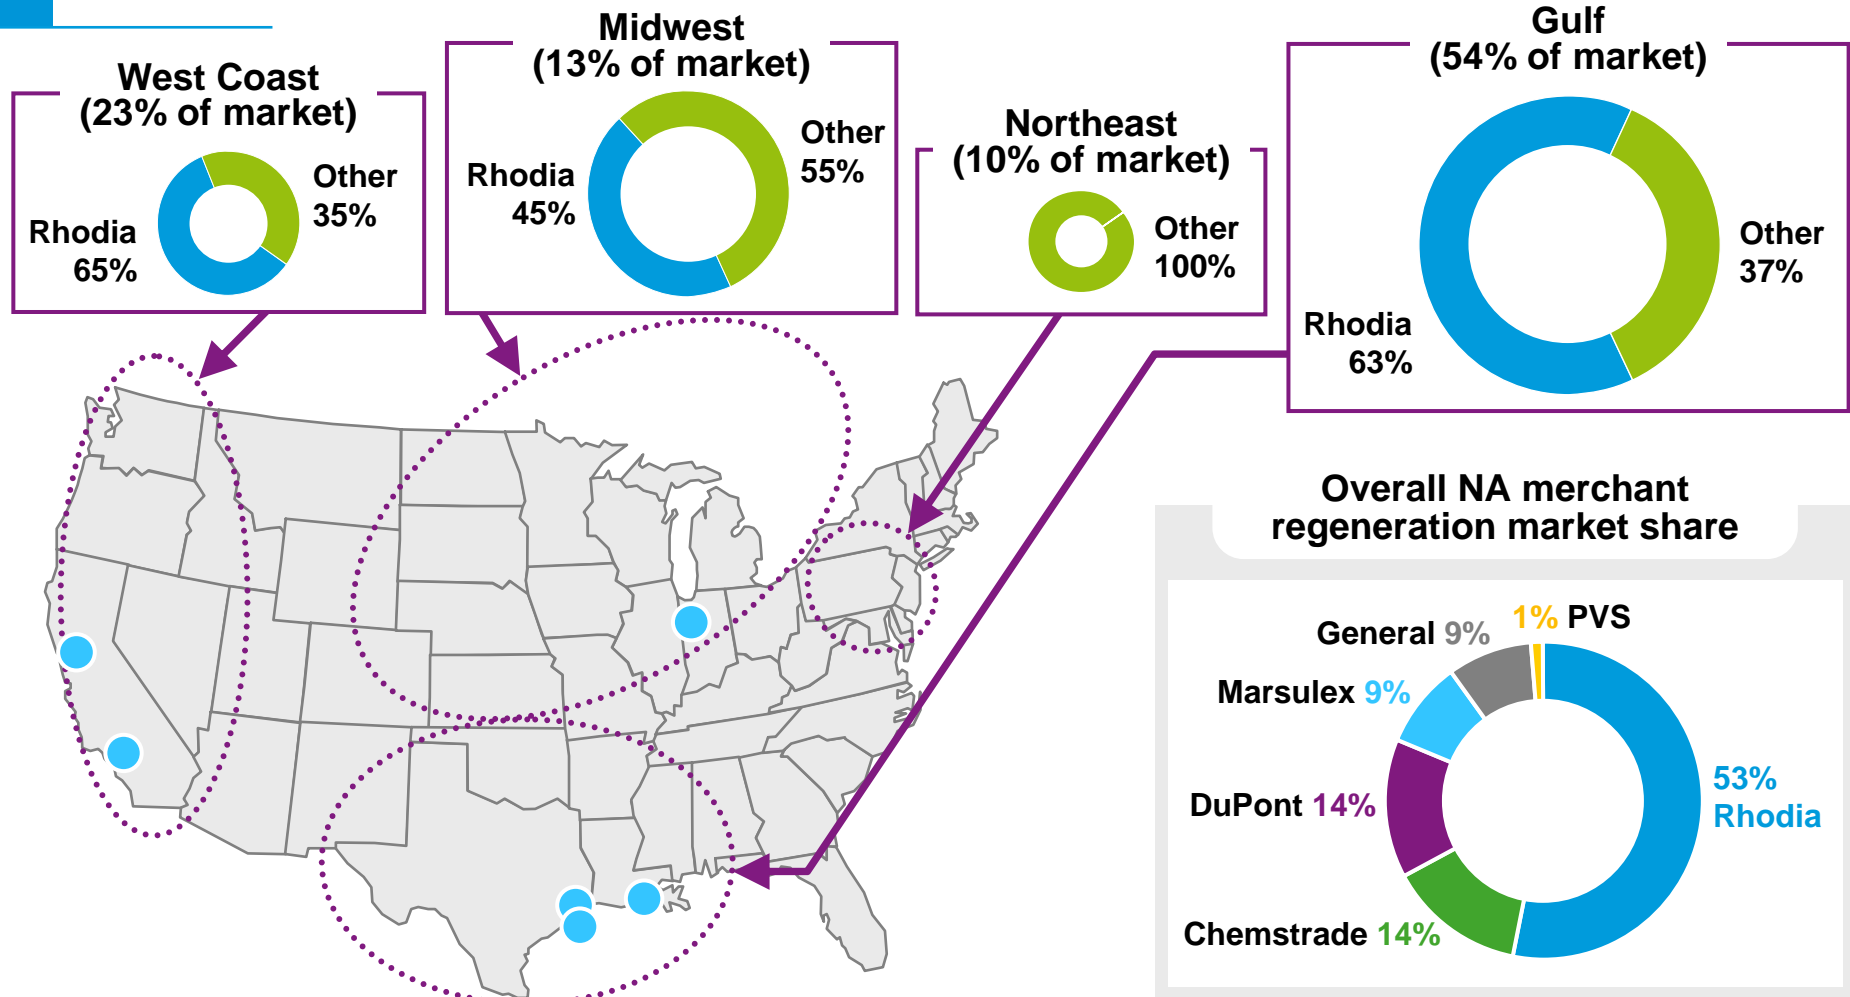 West Coast
(23% of market)
Rhodia
65%
Other
35%
Midwest
(13% of market)
Rhodia
45%
Other
55%
Northeast
(10% of market)
Other
100%
Gulf
(54% of market)
Rhodia
63%
Other
37%
Overall NA merchant
regeneration market share
General 9%
1% PVS
Marsulex 9%
DuPont 14%
Chemstrade 14%
53%
Rhodia